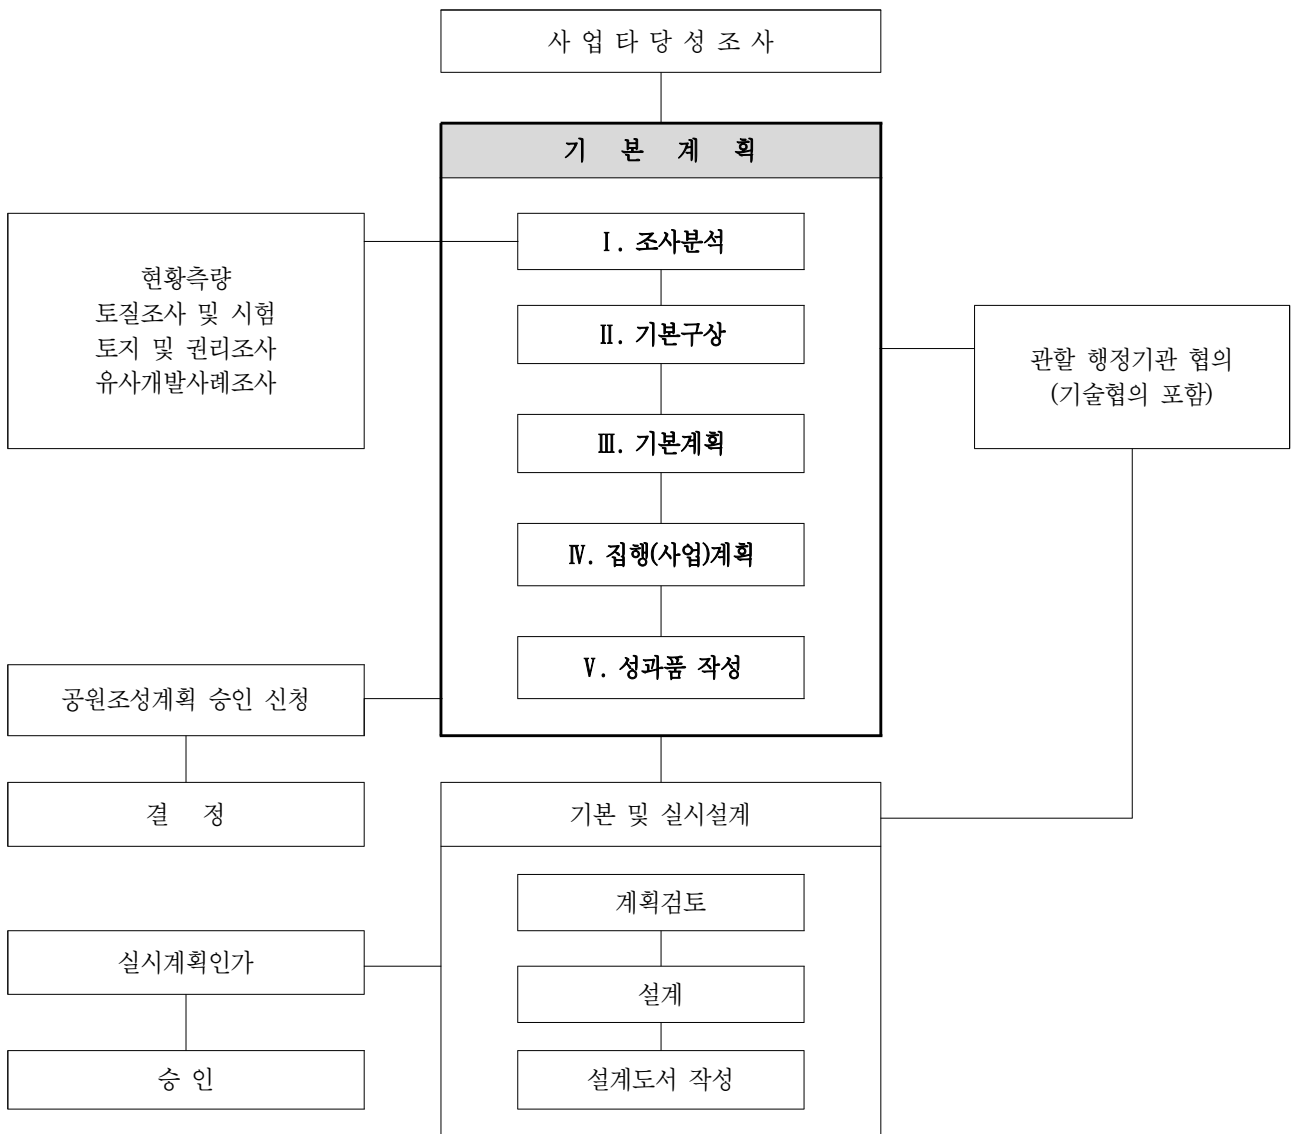 사 업 타 당 성 조 사
기 본 계 획
Ⅰ. 조사분석
현황측량
토질조사 및 시험
토지 및 권리조사
유사개발사례조사
Ⅱ. 기본구상
관할 행정기관 협의
(기술협의 포함)
Ⅲ. 기본계획
Ⅳ. 집행(사업)계획
Ⅴ. 성과품 작성
공원조성계획 승인 신청
결 정
기본 및 실시설계
계획검토
실시계획인가
설계
승 인
설계도서 작성